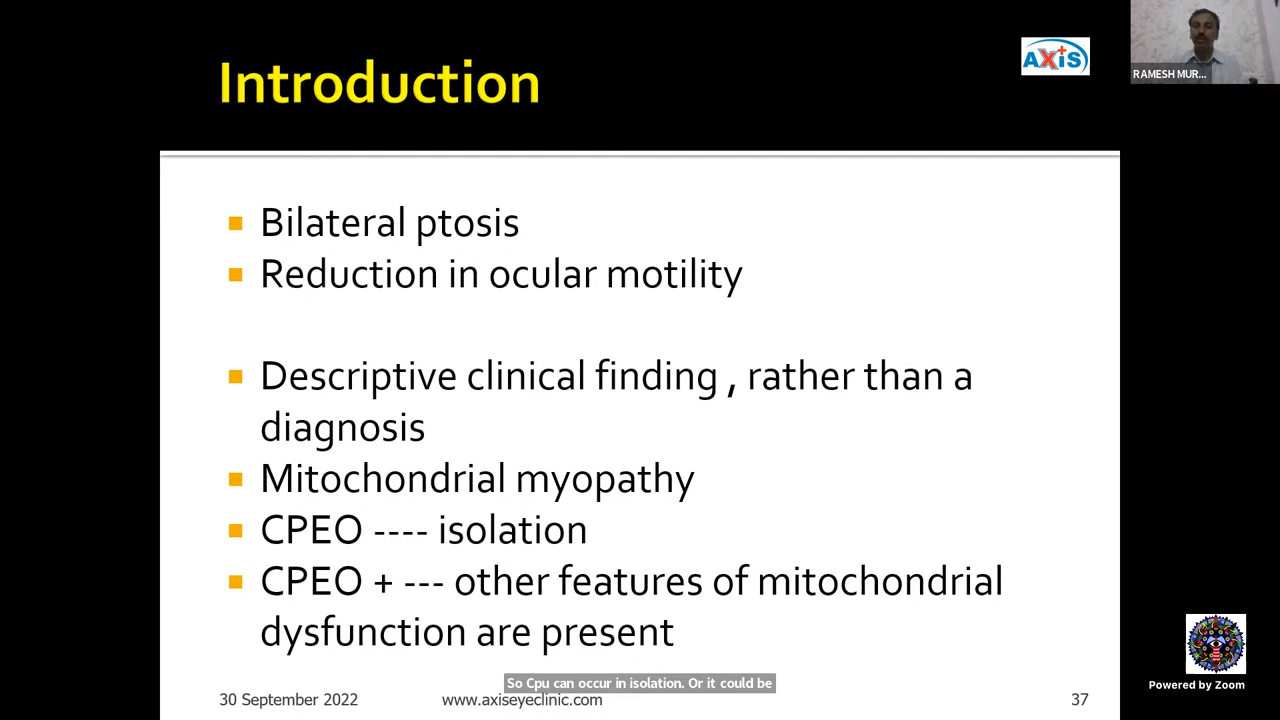 Introduction
AXiS
RAMESH MUR...
Bilateral ptosis
Reduction in ocular motility
Descriptive clinical finding , rather than a
diagnosis
Mitochondrial myopathy
CPEO ---- isolation
CPEO + --- other features of mitochondrial
dysfunction are present
So Cpu can occur in isolation. Or it could be
30 September 2022
www.axiseyeclinic.com
37
Powered by Zoom